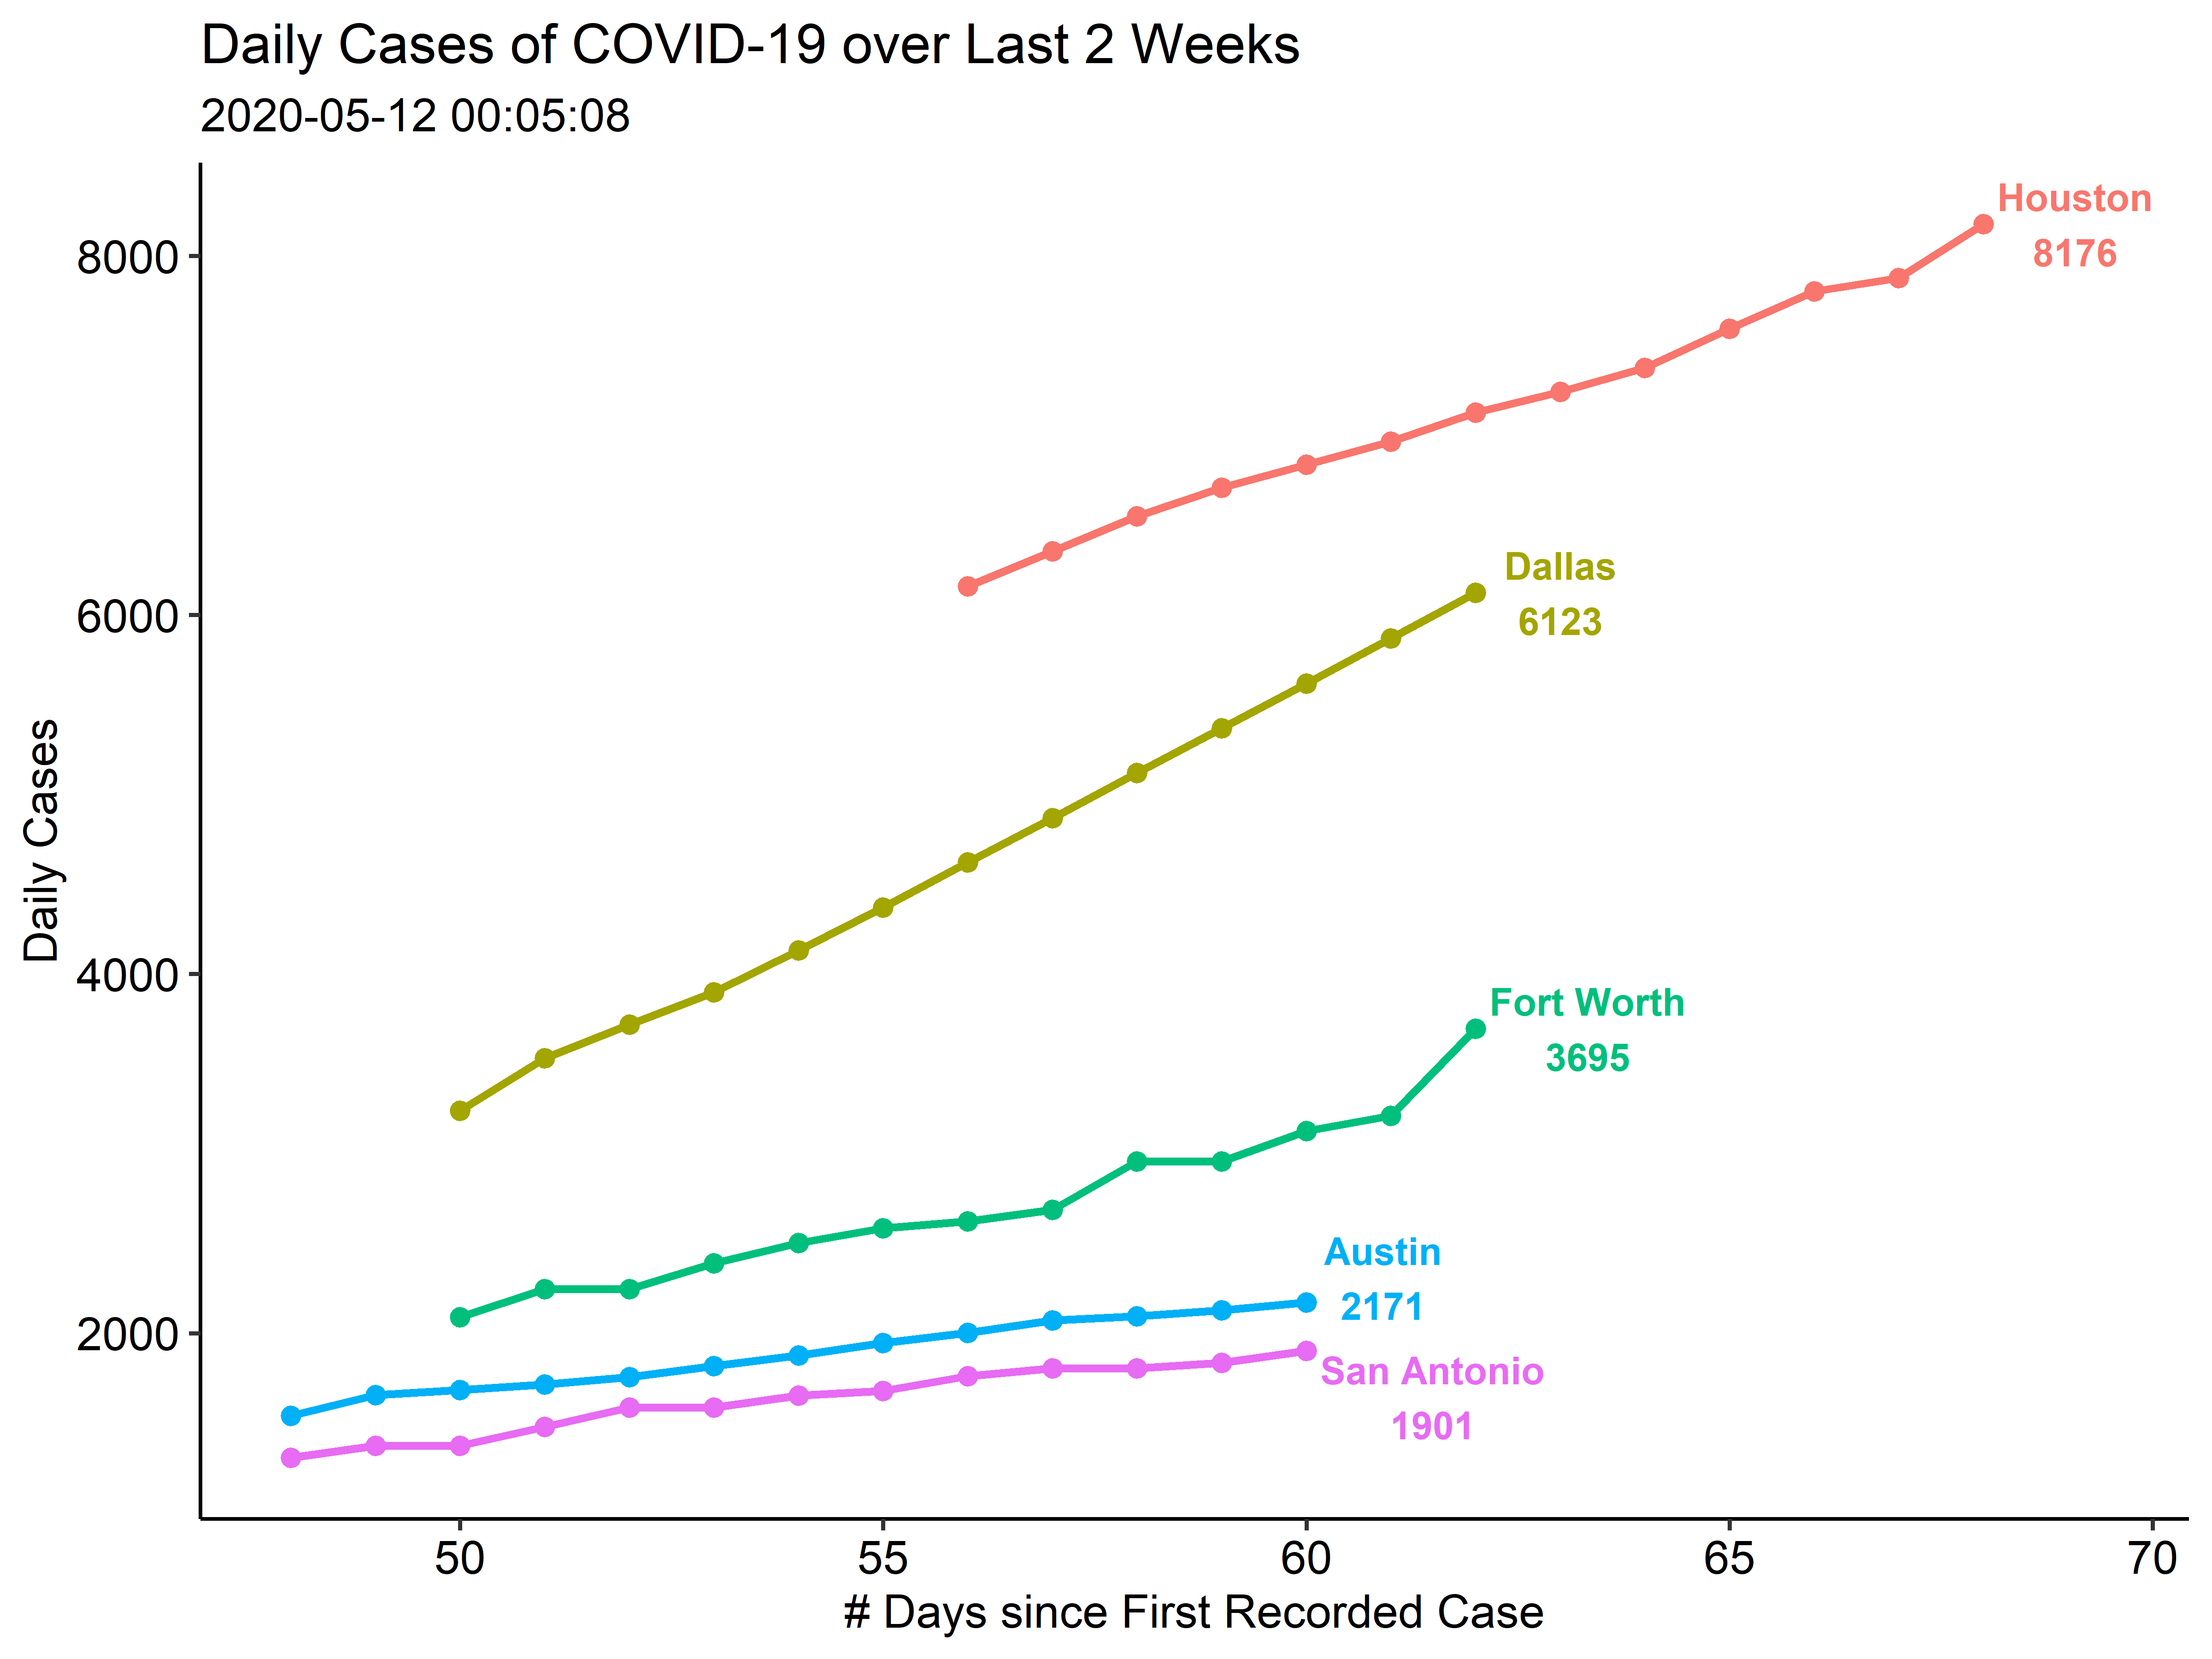 Daily Cases of COVID-19 over Last 2 Weeks
2020-05-12 00:05:08
Daily Cases
8000
6000
4000
2000
Houston
8176
Dallas
6123
Fort Worth
3695
Austin
2171
San Antonio
1901
50 55 60 65 70
# Days since First Recorded Case